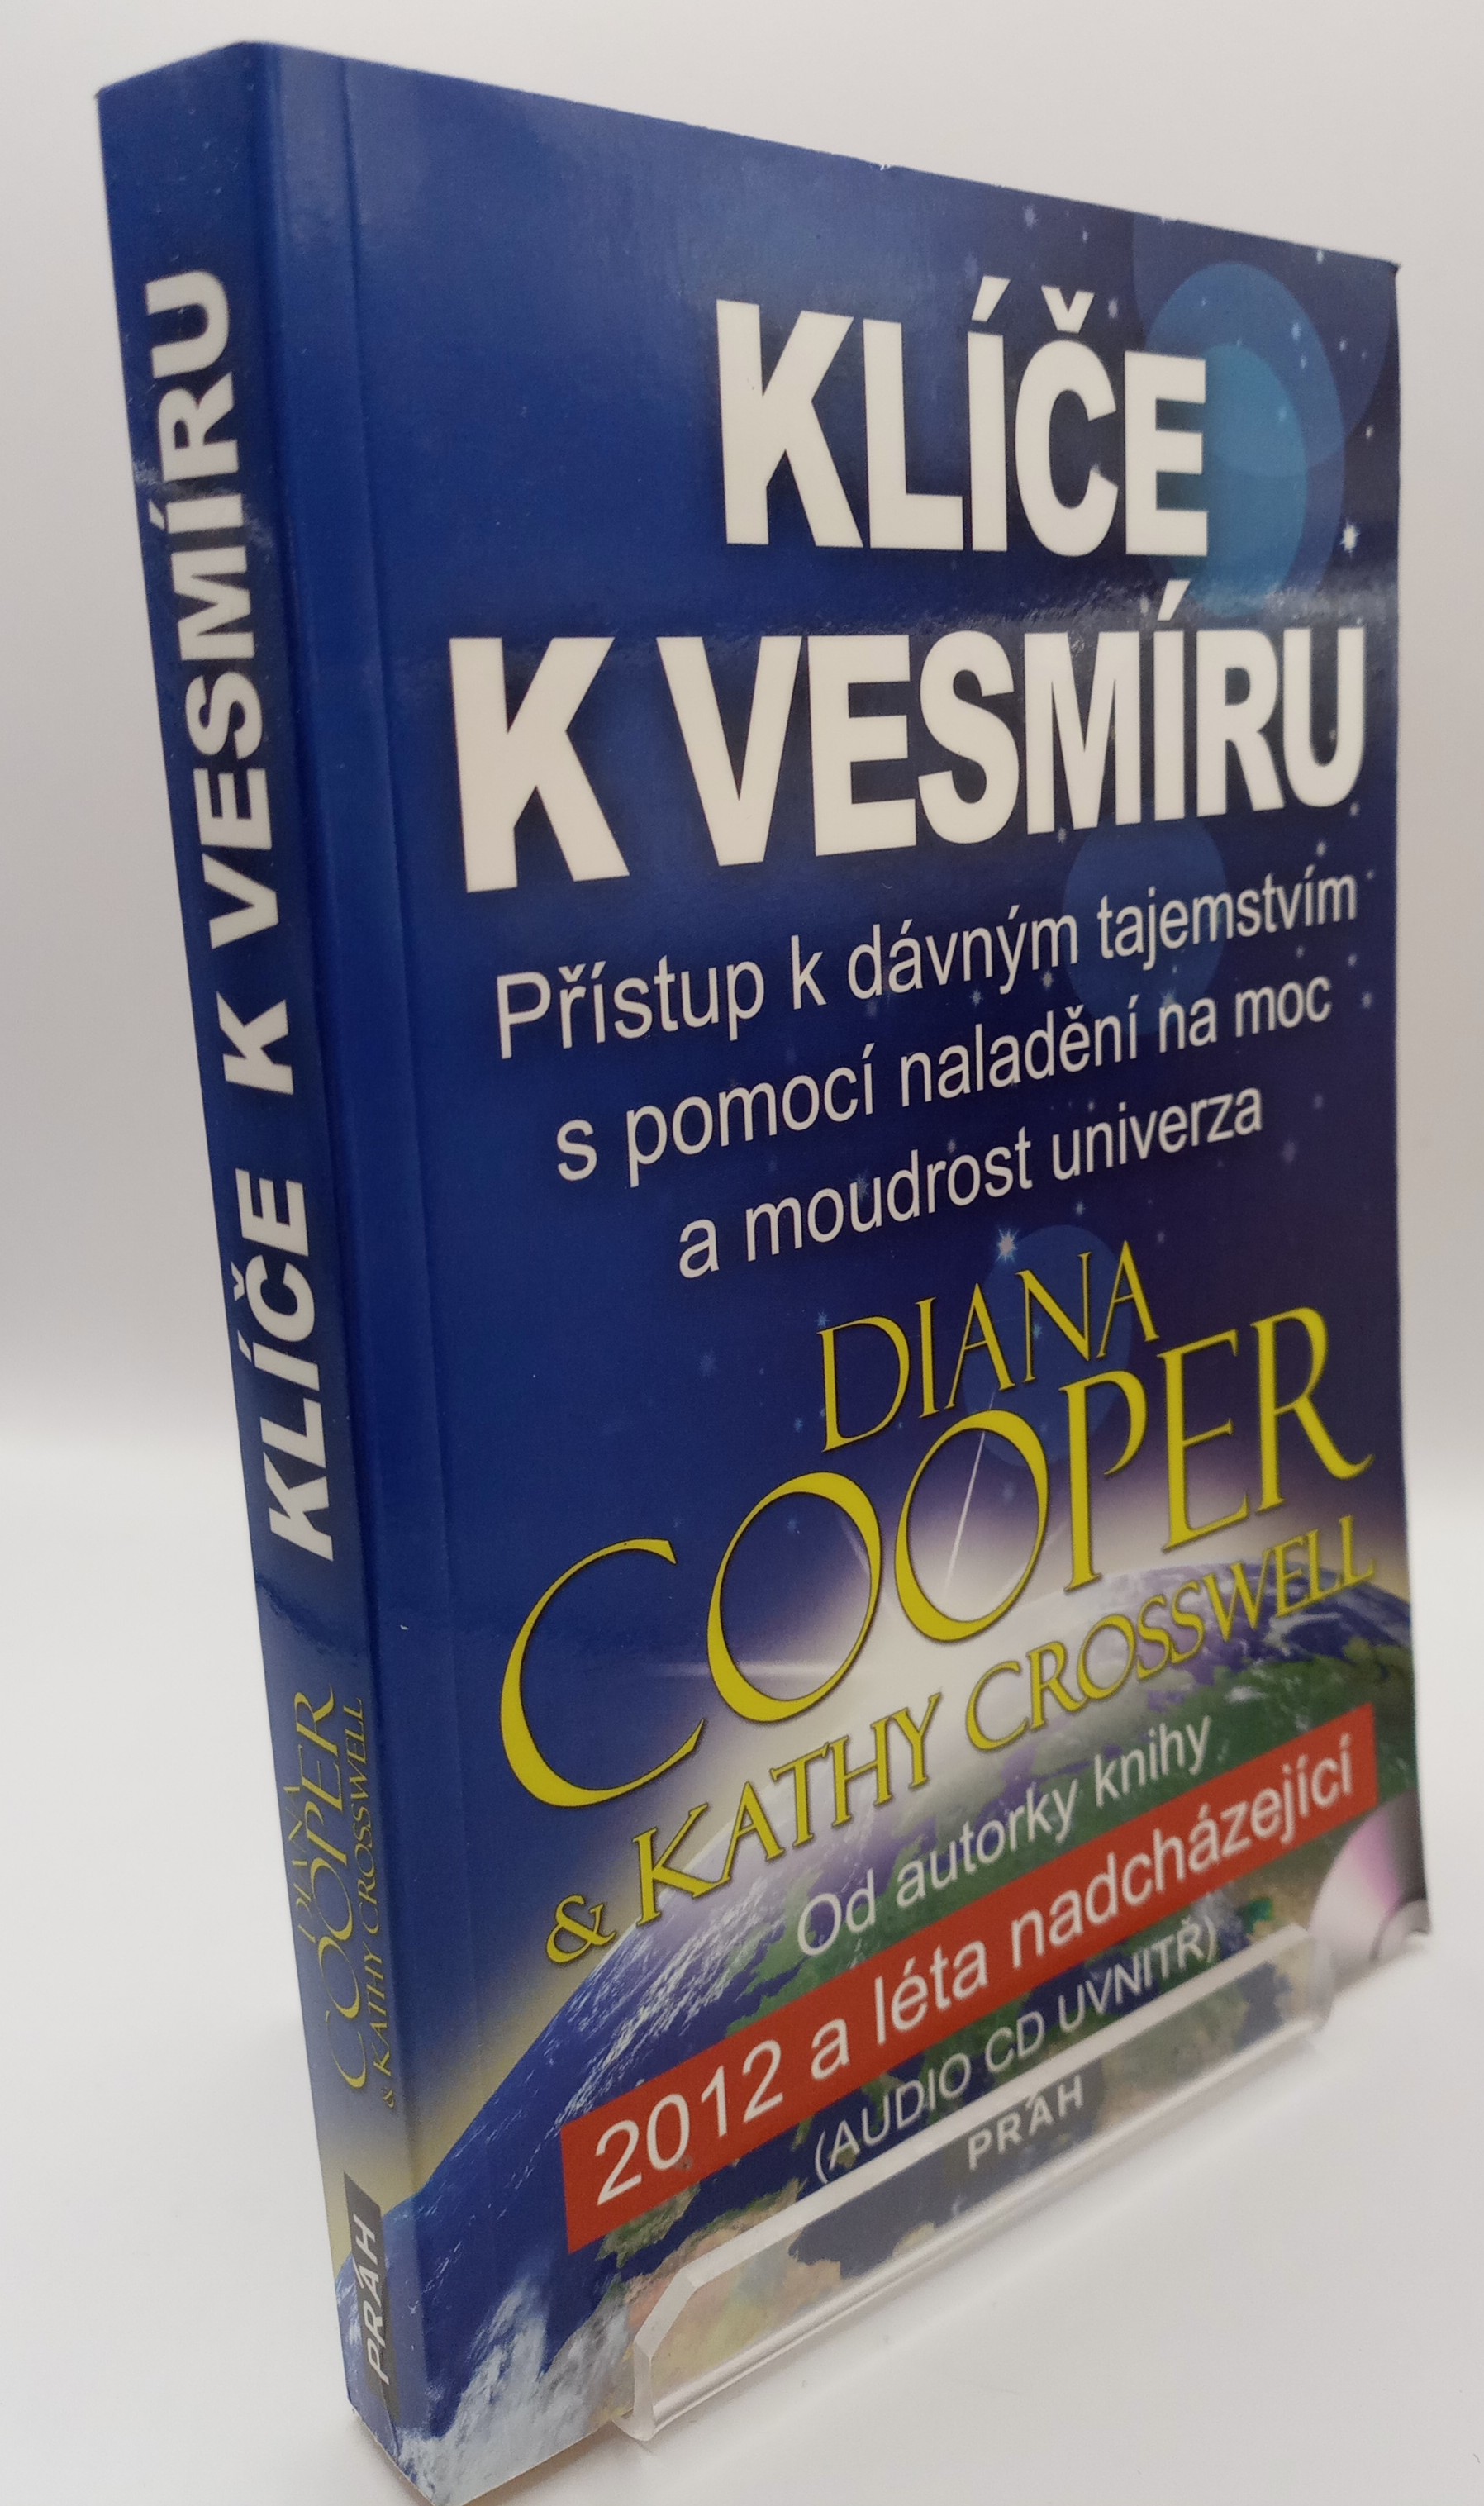 KLÍČE
K VESMÍRU
Přístup k dávným tajemstvím
s pomocí naladění na moc
a moudrost univerza
DIANA
COOPER
& KATHY CROSSWELL
Od autorky knihy
2012 a léta nadcházející
(AUDIO CD UVNITŘ)
PRÁH
KLÍČE K VESMÍRU
DIANA
COOPER
& KATHY CROSSWELL
PRÁH